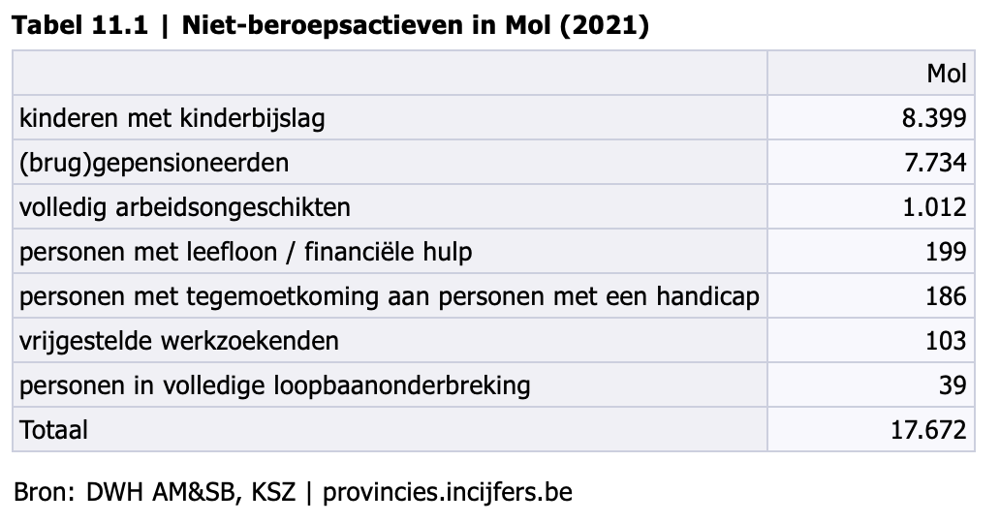 Tabel 11.1 | Niet-beroepsactieven in Mol (2021)
Mol
kinderen met kinderbijslag 8.399
(brug)gepensioneerden 7.734
volledig arbeidsongeschikten 1.012
personen met leefloon / financiële hulp 199
personen met tegemoetkoming aan personen met een handicap 186
vrijgestelde werkzoekenden 103
personen in volledige loopbaanonderbreking 39
Totaal 17.672
Bron: DWH AM&SB, KSZ | provincies.incijfers.be